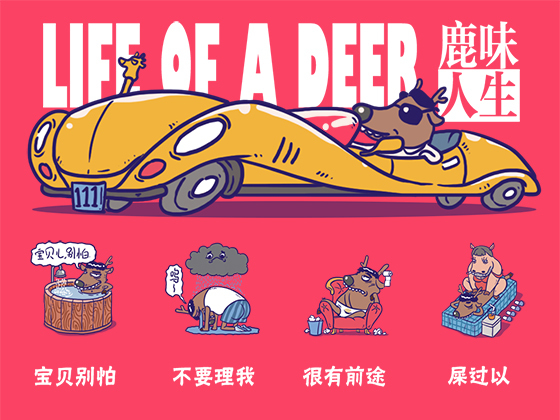 LIFE OF A DEER
鹿味
人生
111
宝贝儿,别怕
呜~
宝贝别怕
不要理我
很有前途
屎过以